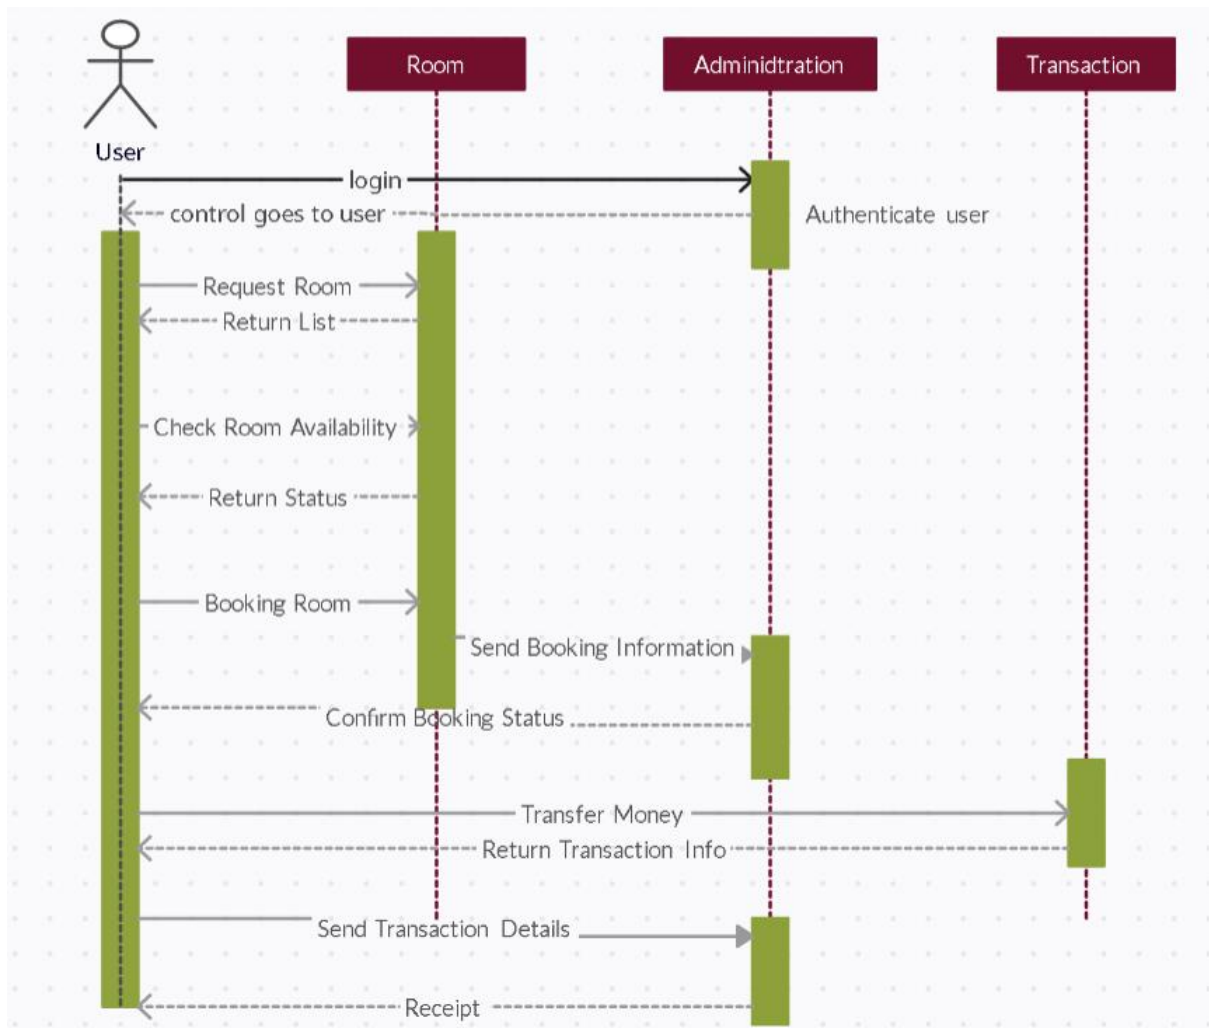 Room
Adminidtration
Transaction
User
login
control goes to user
Authenticate user
Request Room
Return List
Check Room Availability
Return Status
Booking Room
Send Booking Information
Confirm Booking Status
Transfer Money
Return Transaction Info
Send Transaction Details
Receipt